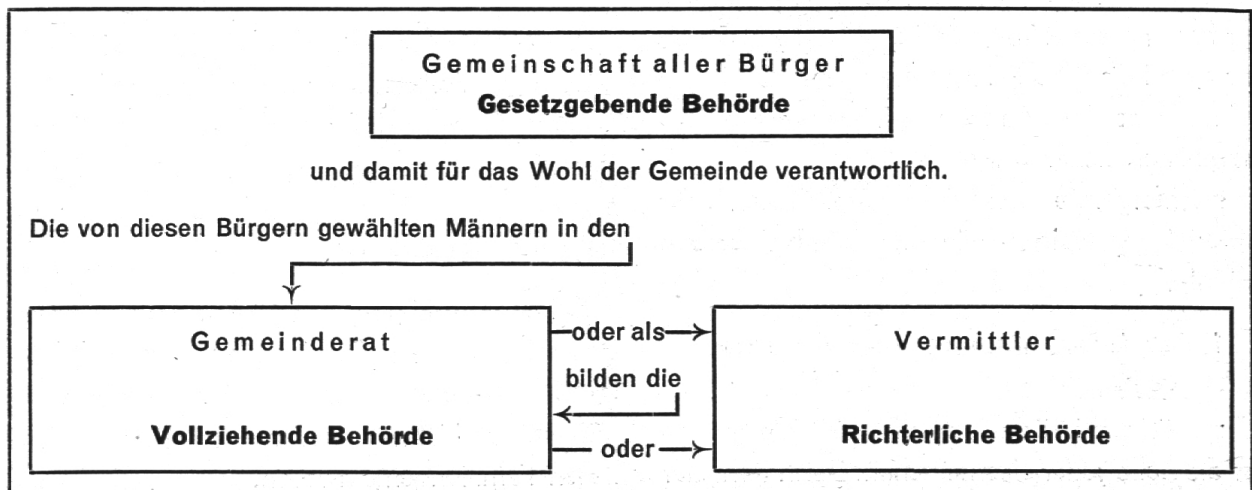 Gemeinschaft aller Bürger
Gesetzgebende Behörde
und damit für das Wohl der Gemeinde verantwortlich.
Die von diesen Bürgern gewählten Männern in den
Gemeinderat
oder als
Vermittler
bilden die
Vollziehende Behörde
oder
Richterliche Behörde